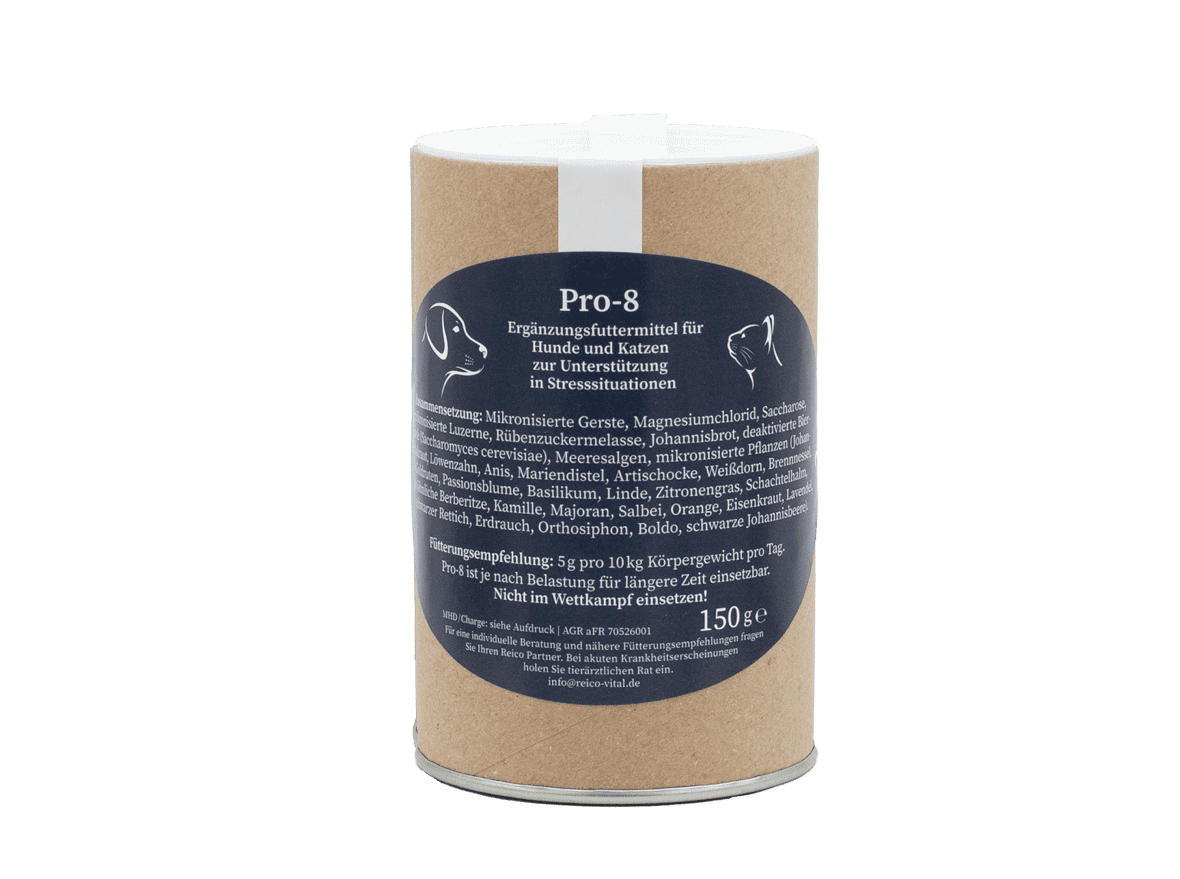 Pro-8
Ergänzungsfuttermittel für
Hunde und Katzen
zur Unterstützung
in Stresssituationen
Zusammensetzung: Mikronisierte Gerste, Magnesiumchlorid, Saccharose,
Luzerne, Rübenzuckermelasse, Johannisbrot, deaktivierte Bier-
(Saccharomyces cerevisiae), Meeresalgen, mikronisierte Pflanzen (Johan-
Löwenzahn, Anis, Mariendistel, Artischocke, Weißdorn, Brennnessel,
Passionsblume, Basilikum, Linde, Zitronengras, Schachtelhalm,
Berberitze, Kamille, Majoran, Salbei, Orange, Eisenkraut, Lavendel,
Rettich, Erdrauch, Orthosiphon, Boldo, schwarze Johannisbeere).
Fütterungsempfehlung: 5 g pro 10 kg Körpergewicht pro Tag.
Pro-8 ist je nach Belastung für längere Zeit einsetzbar.
Nicht im Wettkampf einsetzen!
150 g ℮
MHD/Charge: siehe Aufdruck | AGR aFR 70526001
Für eine individuelle Beratung und nähere Fütterungsempfehlungen fragen
Sie Ihren Reico Partner. Bei akuten Krankheitserscheinungen
holen Sie tierärztlichen Rat ein.
info@reico-vital.de